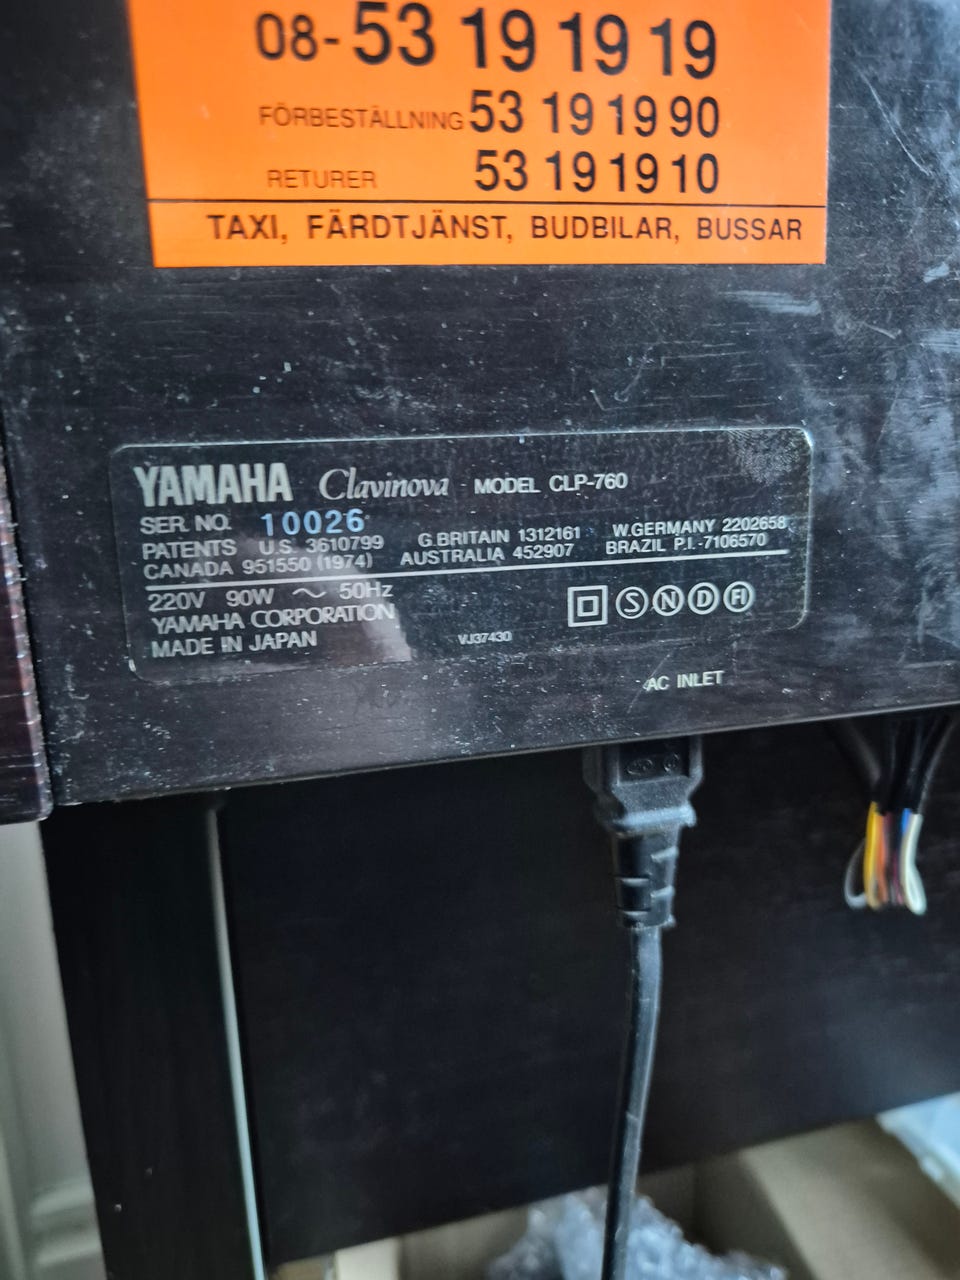 08-53 19 19 19
FÖRBESTÄLLNING 53 19 19 90
RETURER 53 19 19 10
TAXI, FÄRDTJÄNST, BUDBILAR, BUSSAR
YAMAHA Clavinova MODEL CLP-760
SER. NO. 10026
PATENTS U.S. 3610799 G.BRITAIN 1312161 W.GERMANY 2202658
CANADA 951550 (1974) AUSTRALIA 452907 BRAZIL P.I.-7106570
220V 90W ～ 50Hz
YAMAHA CORPORATION
MADE IN JAPAN VJ37430
S N D FI
AC INLET